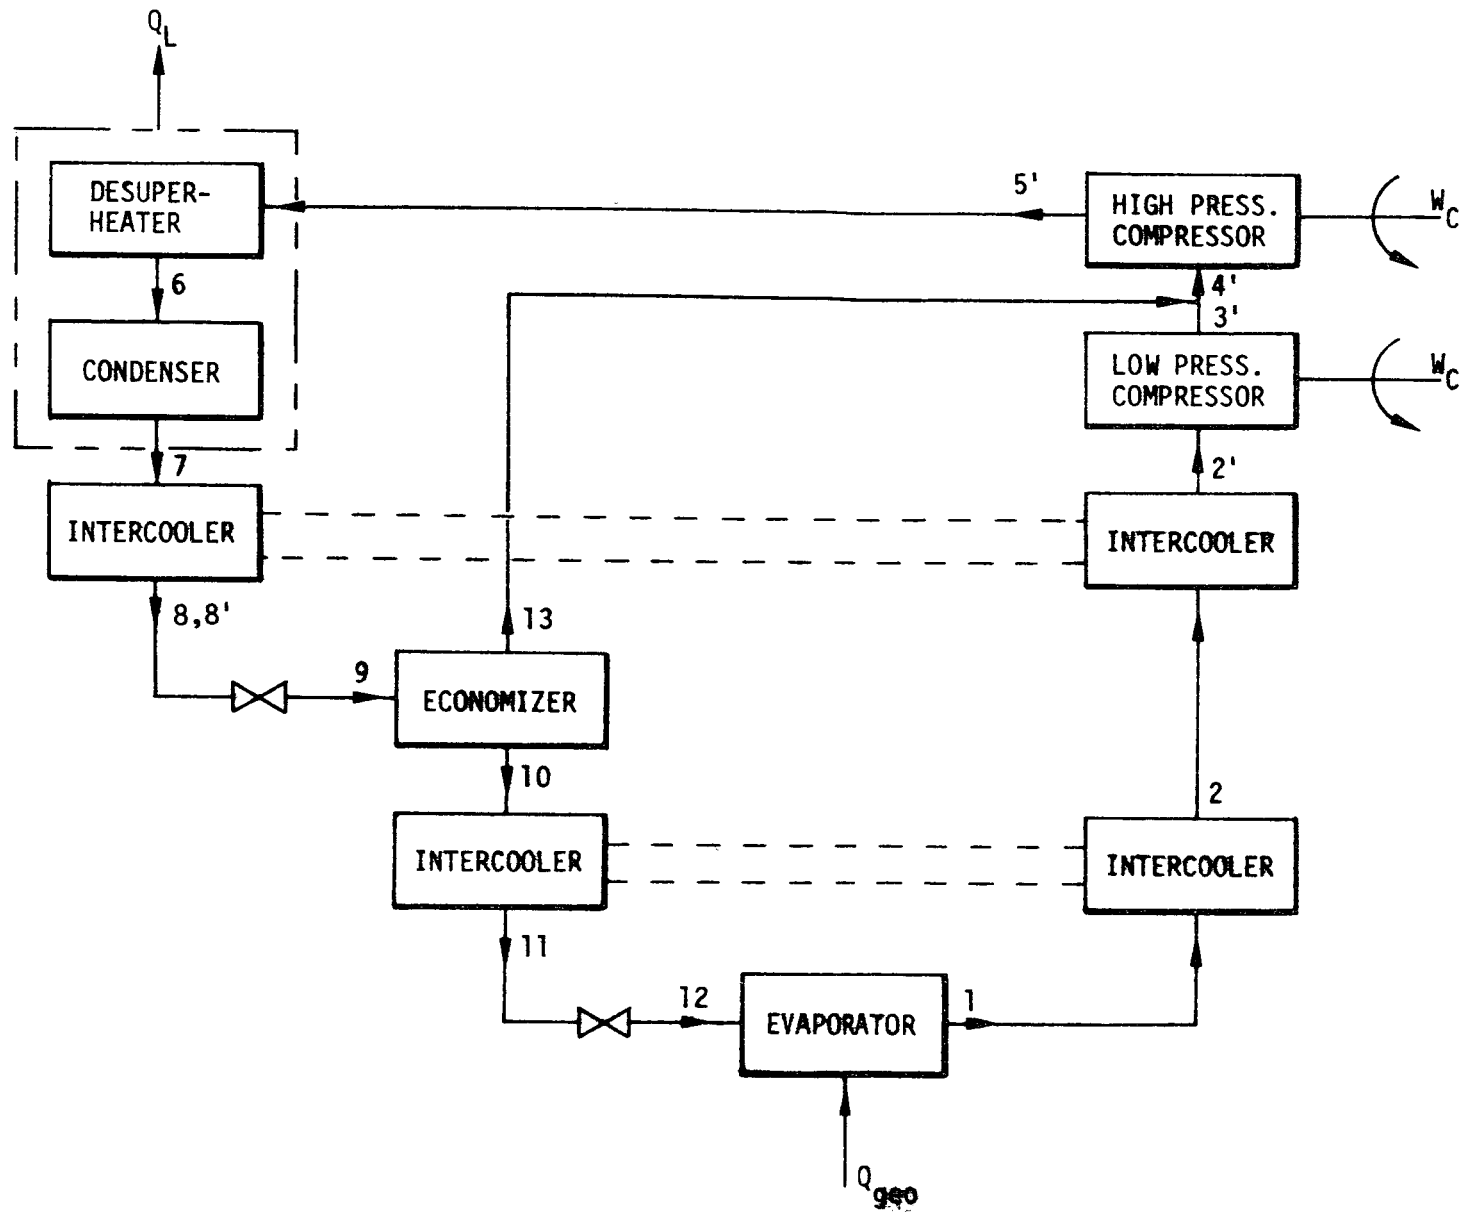 Q_L
DESUPER-
HEATER
5'
HIGH PRESS.
COMPRESSOR
W_C
6
4'
3'
CONDENSER
LOW PRESS.
COMPRESSOR
W_C
7
2'
INTERCOOLER
INTERCOOLER
8,8'
13
9
ECONOMIZER
10
2
INTERCOOLER
INTERCOOLER
11
12
1
EVAPORATOR
Q_geo